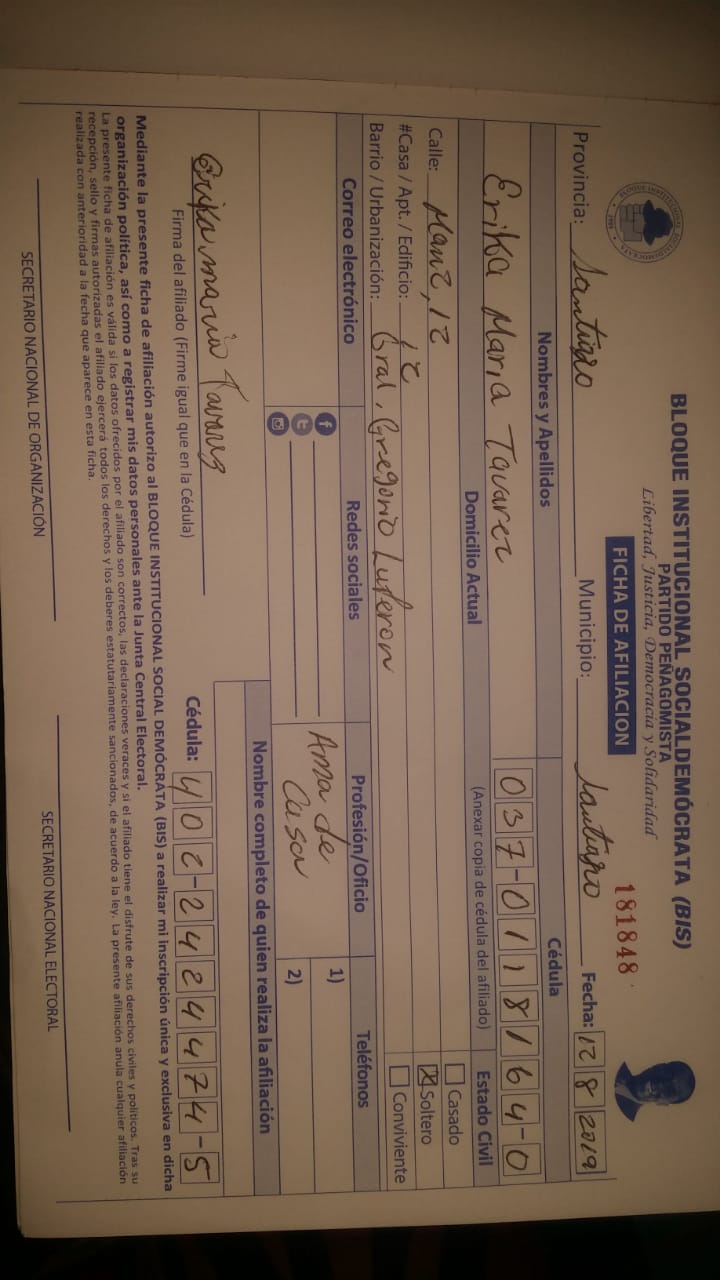 BLOQUE INSTITUCIONAL SOCIALDEMÓCRATA (BIS)
PARTIDO PEÑAGOMISTA
Libertad, Justicia, Democracia y Solidaridad
FICHA DE AFILIACION
181848
Provincia: Santiago Municipio: Santiago Fecha: 12 8 2019
Nombres y Apellidos Cédula
Erika Maria Tavarez 037-0118164-0
Domicilio Actual (Anexar copia de cédula del afiliado) Estado Civil
Casado
Calle: Manz, 12 Soltero
#Casa / Apt. / Edificio: 12 Conviviente
Barrio / Urbanización: Gral, Gregorio Luperon
Correo electrónico Redes sociales Profesión/Oficio Teléfonos
Ama de Casa 1)
2)
Nombre completo de quien realiza la afiliación
Erika maria Tavarez
Firma del afiliado (Firme igual que en la Cédula) Cédula: 402-2424474-5
Mediante la presente ficha de afiliación autorizo al BLOQUE INSTITUCIONAL SOCIAL DEMÓCRATA (BIS) a realizar mi inscripción única y exclusiva en dicha
organización política, así como a registrar mis datos personales ante la Junta Central Electoral.
La presente ficha de afiliación es válida si los datos ofrecidos por el afiliado son correctos, las declaraciones veraces y si el afiliado tiene el disfrute de sus derechos civiles y políticos. Tras su
recepción, sello y firmas autorizadas el afiliado ejercerá todos los derechos y los deberes estatutariamente sancionados, de acuerdo a la ley. La presente afiliación anula cualquier afiliación
realizada con anterioridad a la fecha que aparece en esta ficha.
SECRETARIO NACIONAL DE ORGANIZACIÓN SECRETARIO NACIONAL ELECTORAL